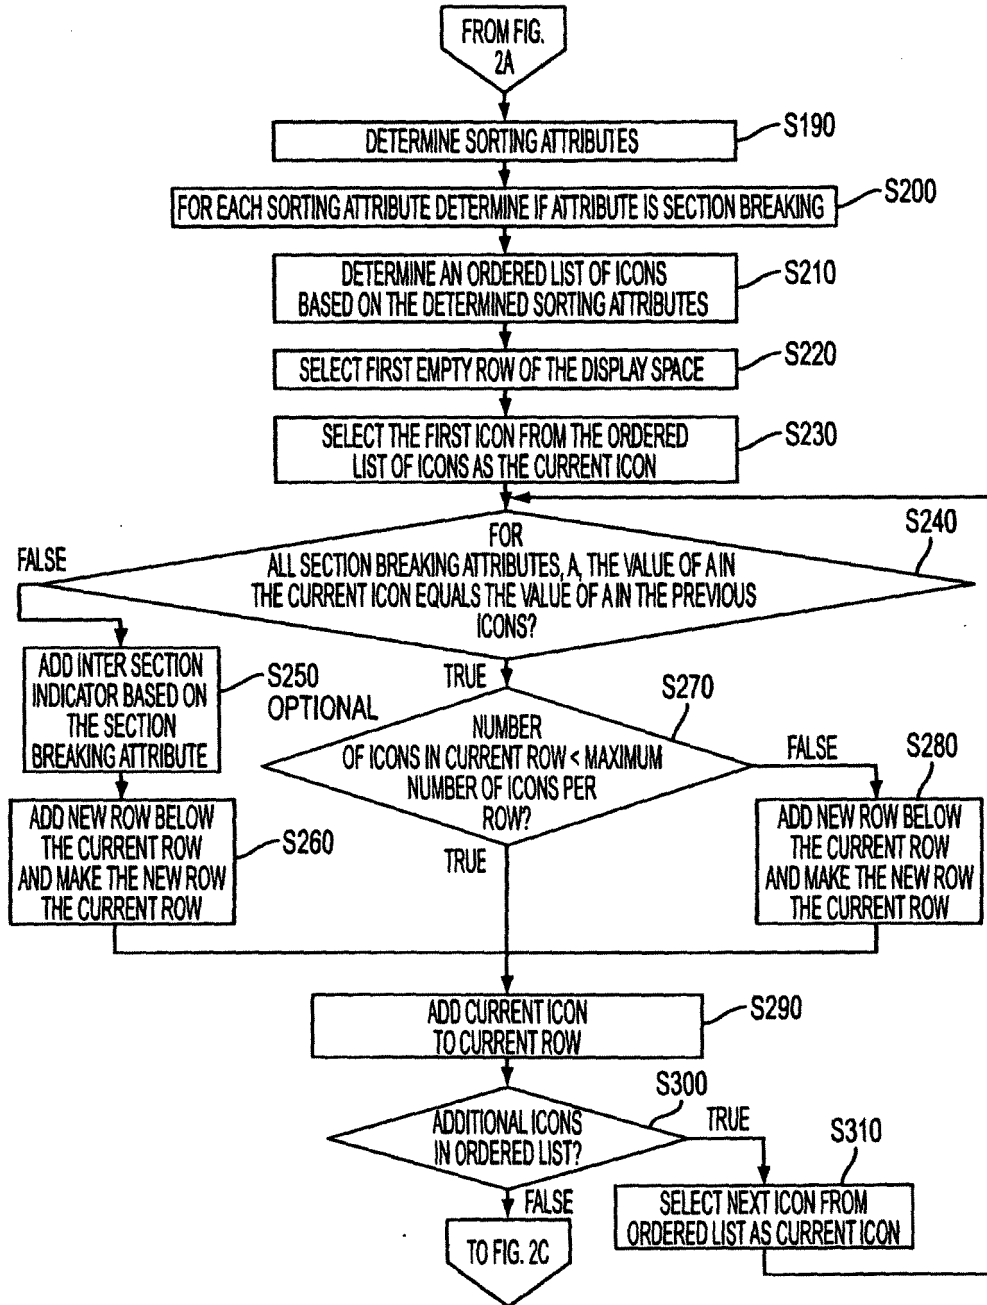 FROM FIG.
2A
DETERMINE SORTING ATTRIBUTES
S190
FOR EACH SORTING ATTRIBUTE DETERMINE IF ATTRIBUTE IS SECTION BREAKING
S200
DETERMINE AN ORDERED LIST OF ICONS
BASED ON THE DETERMINED SORTING ATTRIBUTES
S210
SELECT FIRST EMPTY ROW OF THE DISPLAY SPACE
S220
SELECT THE FIRST ICON FROM THE ORDERED
LIST OF ICONS AS THE CURRENT ICON
S230
FOR
ALL SECTION BREAKING ATTRIBUTES, A, THE VALUE OF A IN
THE CURRENT ICON EQUALS THE VALUE OF A IN THE PREVIOUS
ICONS?
S240
FALSE
TRUE
ADD INTER SECTION
INDICATOR BASED ON
THE SECTION
BREAKING ATTRIBUTE
S250
OPTIONAL
NUMBER
OF ICONS IN CURRENT ROW < MAXIMUM
NUMBER OF ICONS PER
ROW?
S270
FALSE
TRUE
ADD NEW ROW BELOW
THE CURRENT ROW
AND MAKE THE NEW ROW
THE CURRENT ROW
S260
ADD NEW ROW BELOW
THE CURRENT ROW
AND MAKE THE NEW ROW
THE CURRENT ROW
S280
ADD CURRENT ICON
TO CURRENT ROW
S290
ADDITIONAL ICONS
IN ORDERED LIST?
S300
TRUE
FALSE
SELECT NEXT ICON FROM
ORDERED LIST AS CURRENT ICON
S310
TO FIG. 2C